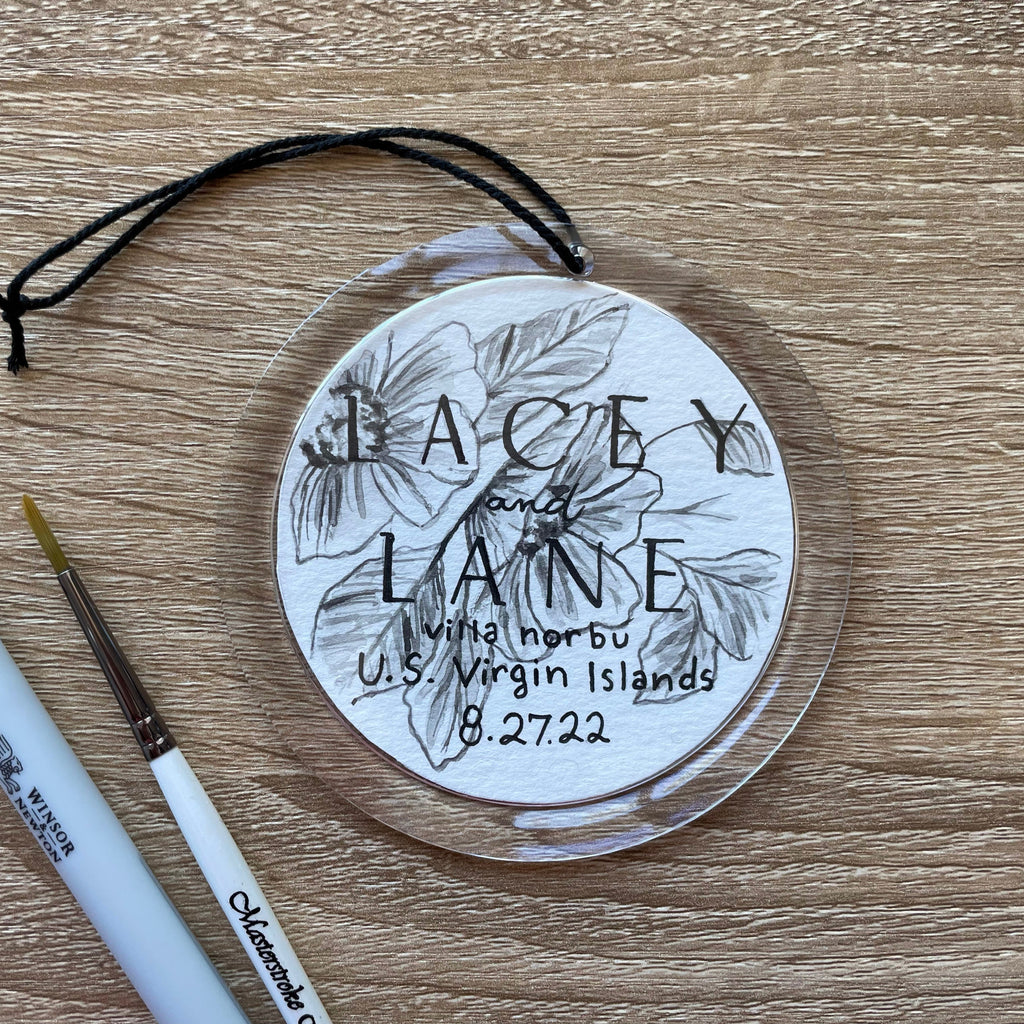 LACEY
and
LANE
villa norbu
U.S. Virgin Islands
8.27.22
WINSOR
&
NEWTON
Masterstroke